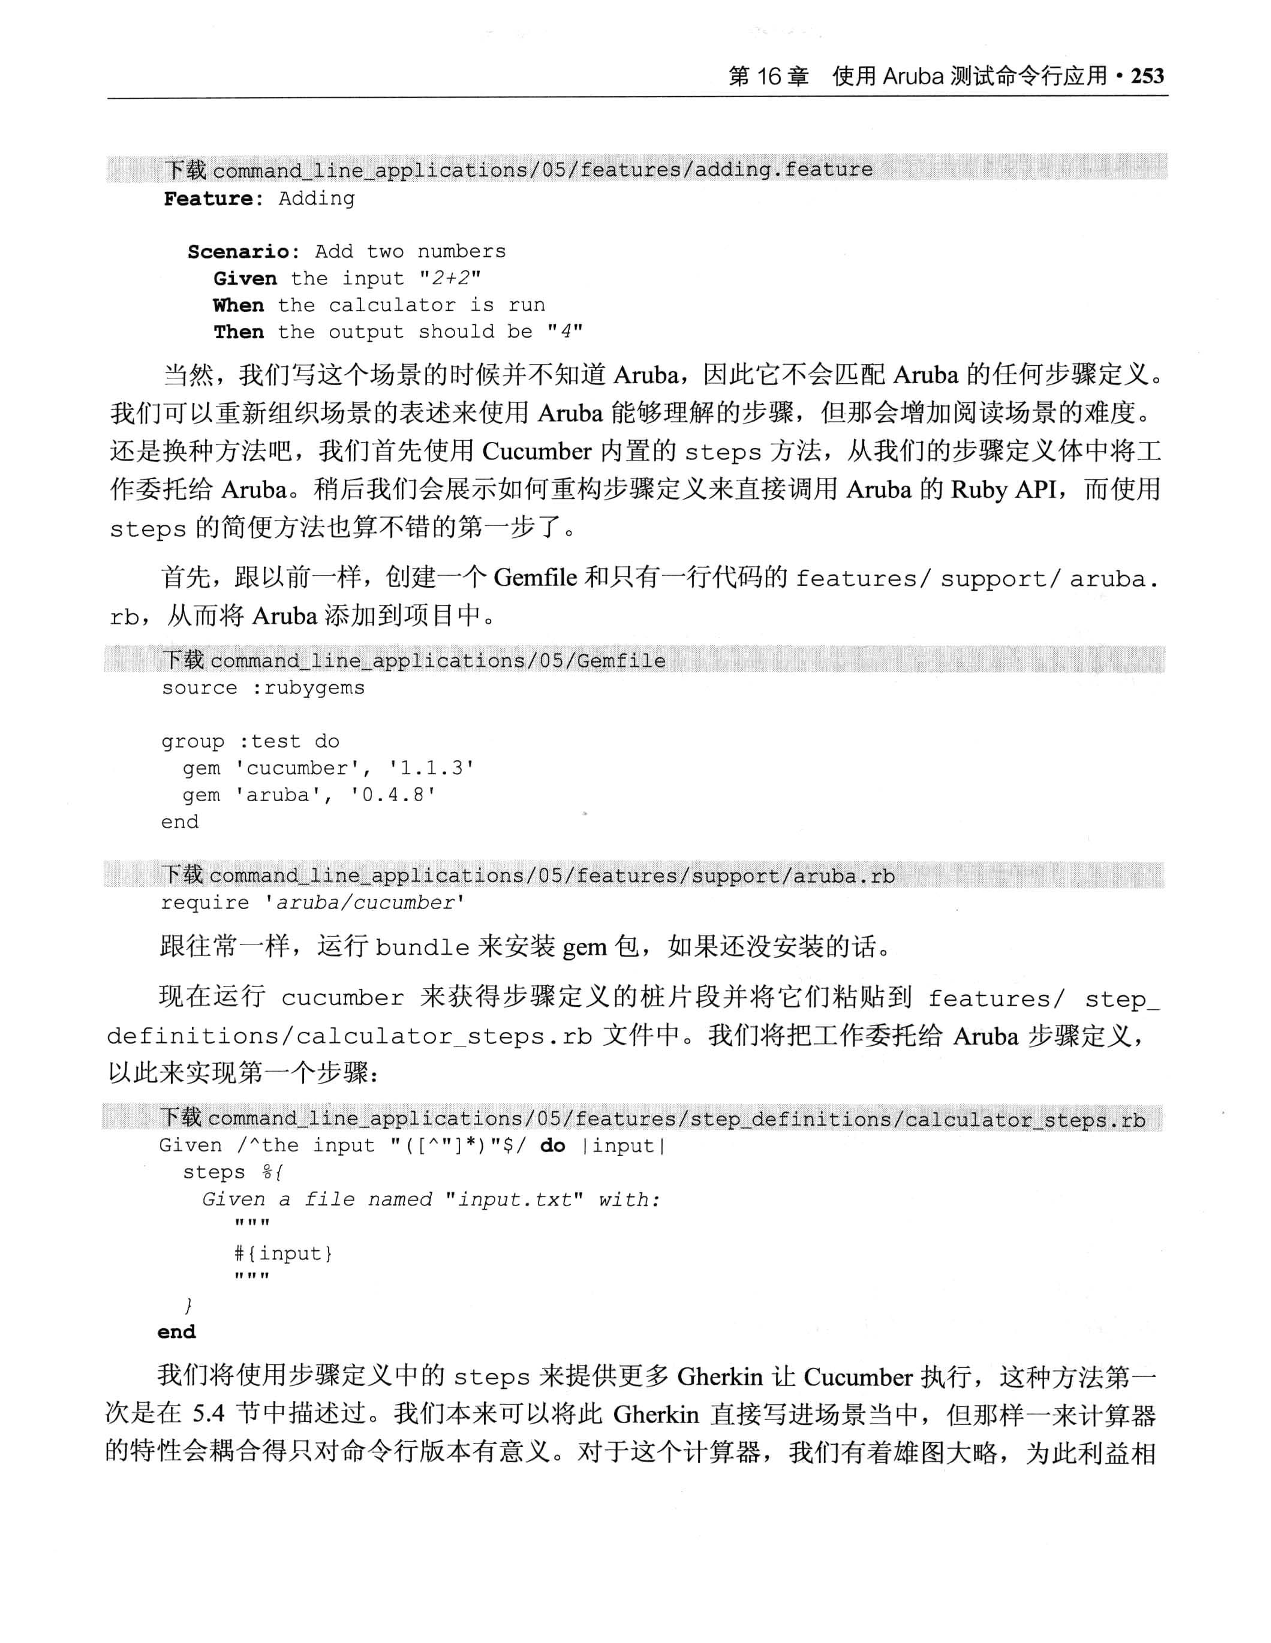 第 16 章　使用 Aruba 测试命令行应用 • 253
下载 command_line_applications/05/features/adding.feature
Feature: Adding
Scenario: Add two numbers
Given the input "2+2"
When the calculator is run
Then the output should be "4"
当然，我们写这个场景的时候并不知道 Aruba，因此它不会匹配 Aruba 的任何步骤定义。
我们可以重新组织场景的表述来使用 Aruba 能够理解的步骤，但那会增加阅读场景的难度。
还是换种方法吧，我们首先使用 Cucumber 内置的 steps 方法，从我们的步骤定义体中将工
作委托给 Aruba。稍后我们会展示如何重构步骤定义来直接调用 Aruba 的 Ruby API，而使用
steps 的简便方法也算不错的第一步了。
首先，跟以前一样，创建一个 Gemfile 和只有一行代码的 features/ support/ aruba.
rb，从而将 Aruba 添加到项目中。
下载 command_line_applications/05/Gemfile
source :rubygems
group :test do
gem 'cucumber', '1.1.3'
gem 'aruba', '0.4.8'
end
下载 command_line_applications/05/features/support/aruba.rb
require 'aruba/cucumber'
跟往常一样，运行 bundle 来安装 gem 包，如果还没安装的话。
现在运行 cucumber 来获得步骤定义的桩片段并将它们粘贴到 features/ step_
definitions/calculator_steps.rb 文件中。我们将把工作委托给 Aruba 步骤定义，
以此来实现第一个步骤：
下载 command_line_applications/05/features/step_definitions/calculator_steps.rb
Given /^the input "([^"]*)"$/ do |input|
steps %{
Given a file named "input.txt" with:
"""
#{input}
"""
}
end
我们将使用步骤定义中的 steps 来提供更多 Gherkin 让 Cucumber 执行，这种方法第一
次是在 5.4 节中描述过。我们本来可以将此 Gherkin 直接写进场景当中，但那样一来计算器
的特性会耦合得只对命令行版本有意义。对于这个计算器，我们有着雄图大略，为此利益相